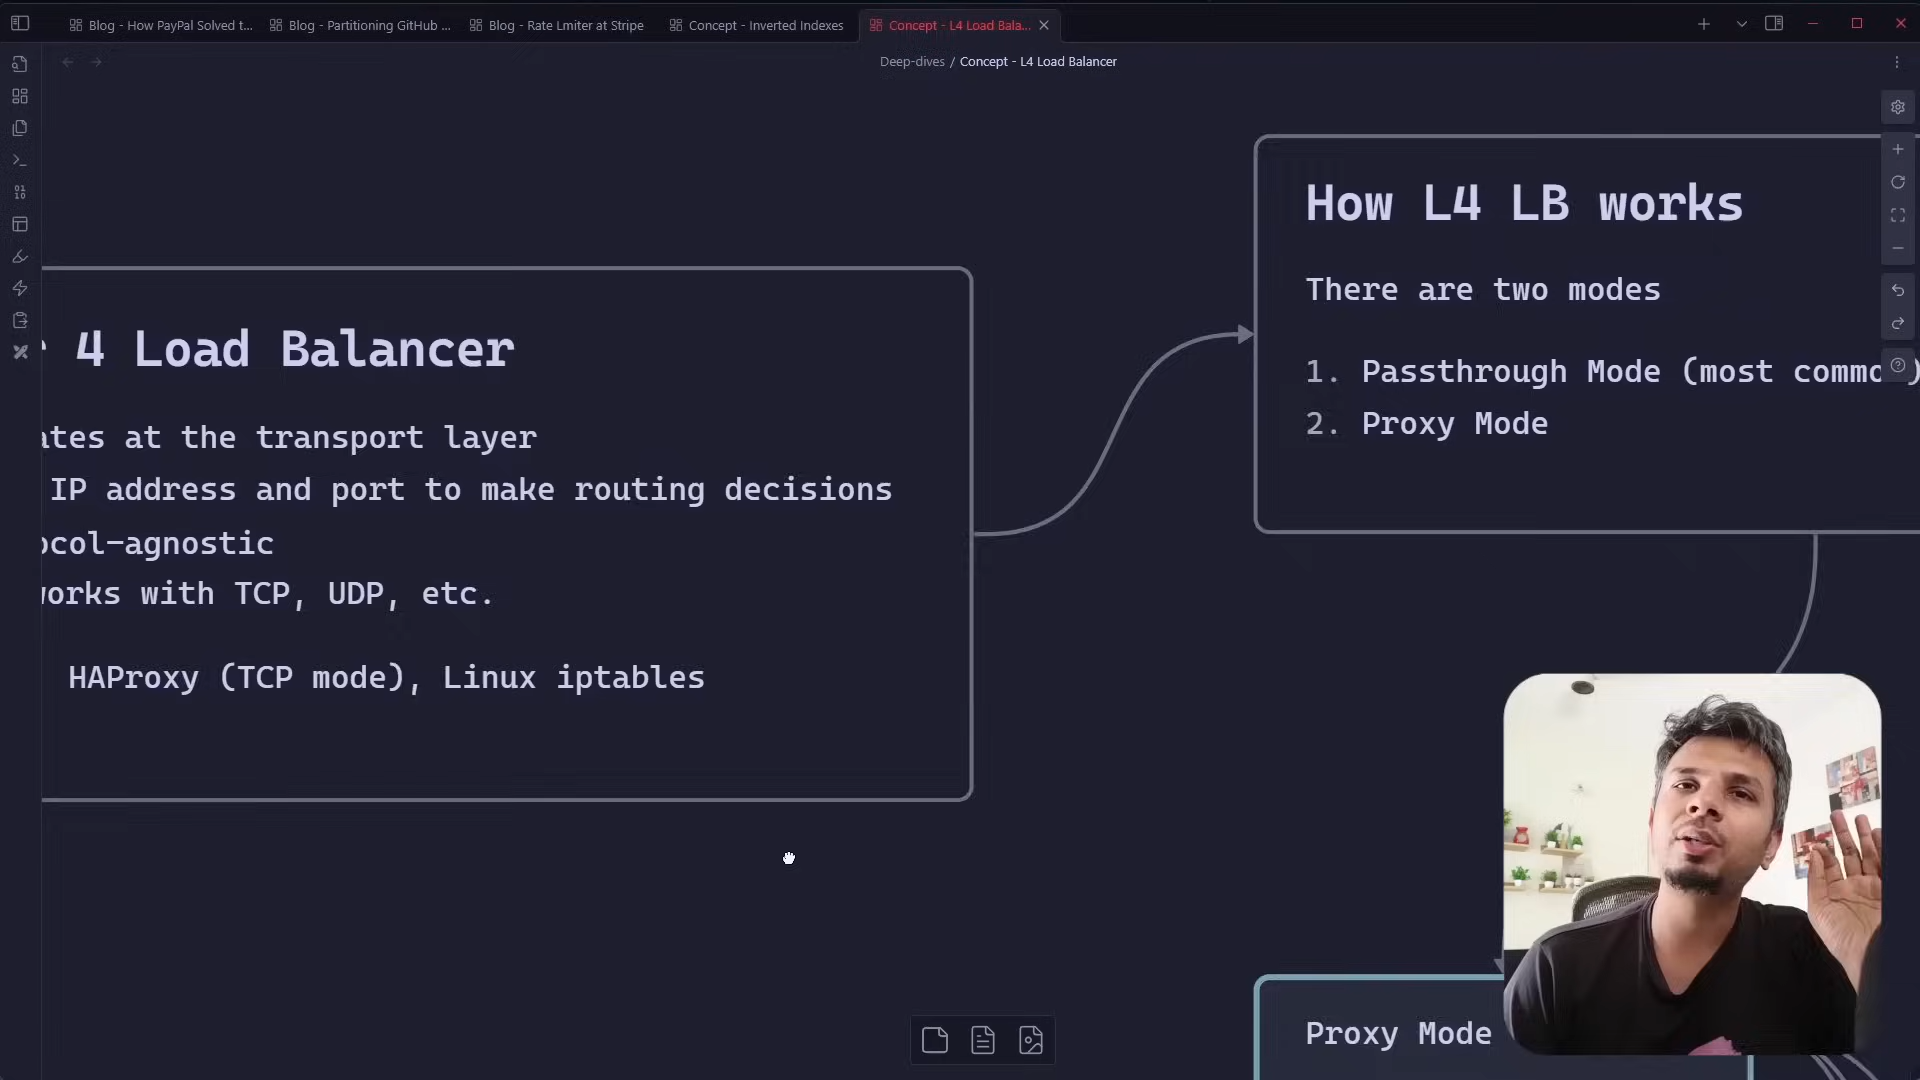 Blog - How PayPal Solved t...
Blog - Partitioning GitHub ...
Blog - Rate Lmiter at Stripe
Concept - Inverted Indexes
Concept - L4 Load Bala...
Deep-dives / Concept - L4 Load Balancer
4 Load Balancer
ates at the transport layer
IP address and port to make routing decisions
ocol-agnostic
works with TCP, UDP, etc.
HAProxy (TCP mode), Linux iptables
How L4 LB works
There are two modes
1. Passthrough Mode (most commo )
2. Proxy Mode
Proxy Mode